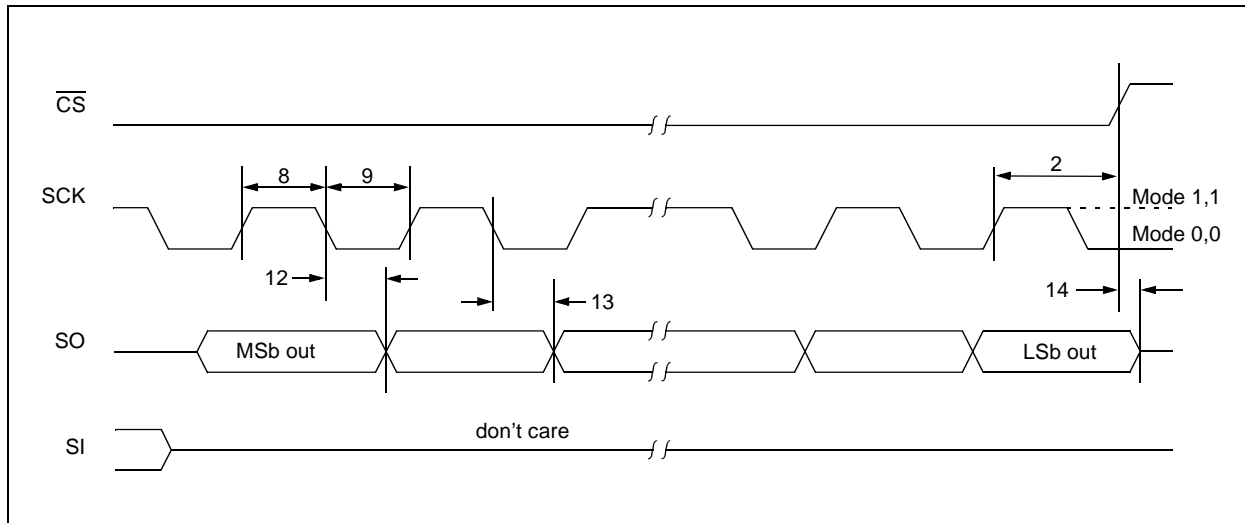 CS
2
SCK
8
9
Mode 1,1
Mode 0,0
12
13
14
SO
MSb out
LSb out
SI
don't care